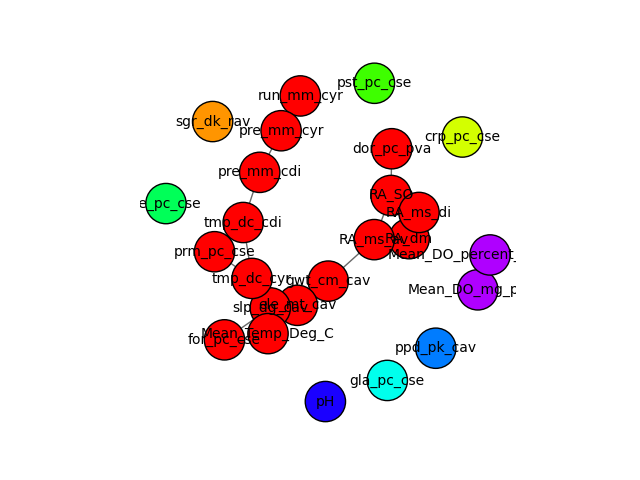 pst_pc_cse
run_mm_cyr
sgr_dk_rav
pre_mm_cyr
crp_pc_cse
dor_pc_pva
pre_mm_cdi
RA_SO
e_pc_cse
RA_ms_di
tmp_dc_cdi
RA_ms_av
RA_dm
prm_pc_cse
Mean_DO_percent_
tmp_dc_cyr
gwt_cm_cav
Mean_DO_mg_p
slp_dg_cav
ele_mt_cav
Mean_Temp_Deg_C
for_pc_cse
ppd_pk_cav
gla_pc_cse
pH